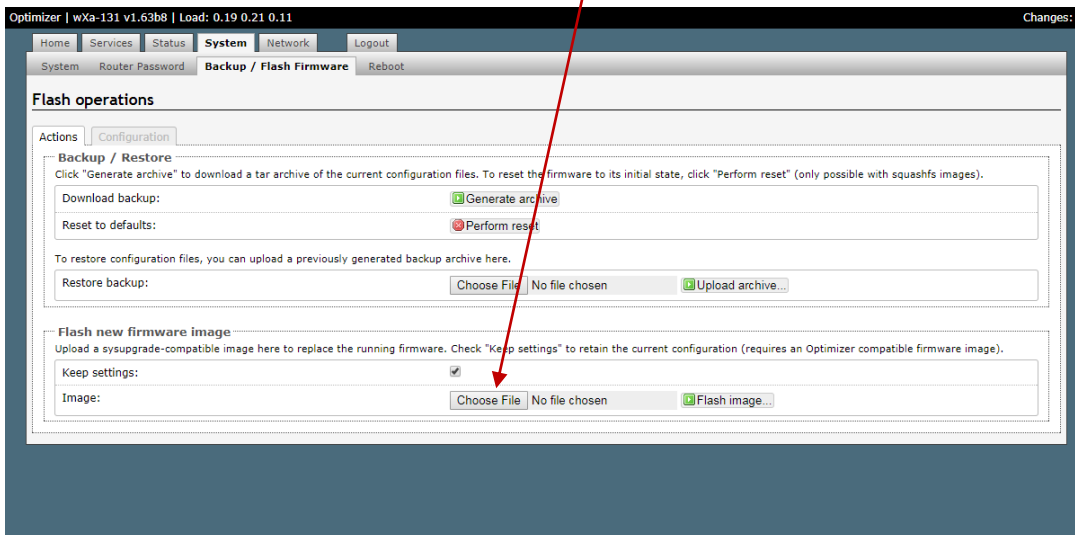 Optimizer | wXa-131 v1.63b8 | Load: 0.19 0.21 0.11 Changes:
Home Services Status System Network Logout
System Router Password Backup / Flash Firmware Reboot
Flash operations
Actions Configuration
Backup / Restore
Click "Generate archive" to download a tar archive of the current configuration files. To reset the firmware to its initial state, click "Perform reset" (only possible with squashfs images).
Download backup: Generate archive
Reset to defaults: Perform reset
To restore configuration files, you can upload a previously generated backup archive here.
Restore backup: Choose File No file chosen Upload archive...
Flash new firmware image
Upload a sysupgrade-compatible image here to replace the running firmware. Check "Keep settings" to retain the current configuration (requires an Optimizer compatible firmware image).
Keep settings:
Image: Choose File No file chosen Flash image...